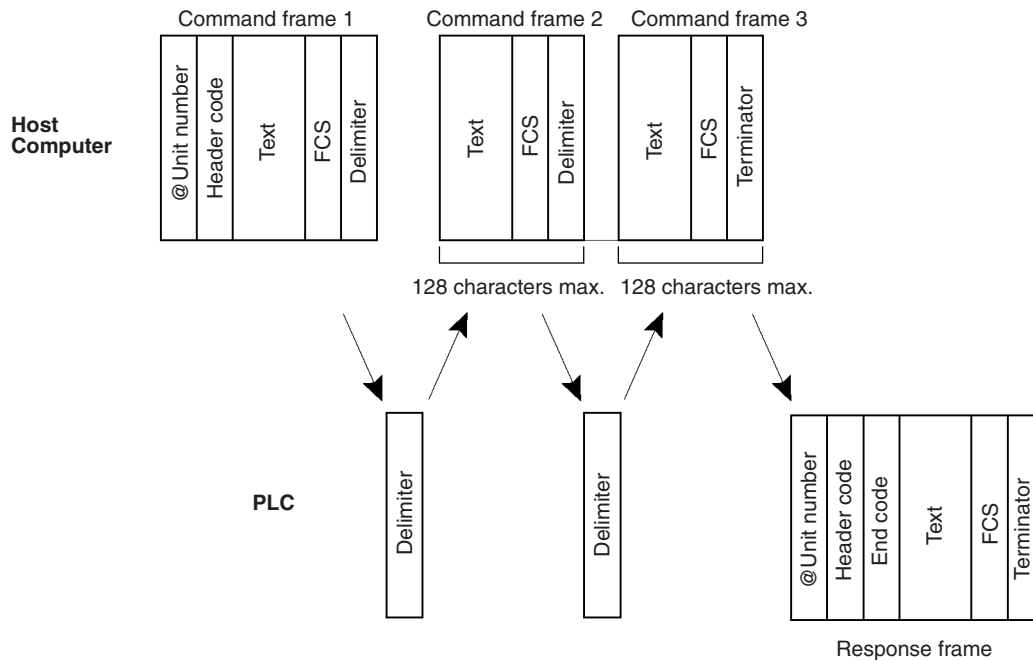 Command frame 1
Command frame 2
Command frame 3
Host
Computer
@Unit number
Header code
Text
FCS
Delimiter
Text
FCS
Delimiter
Text
FCS
Terminator
128 characters max.
128 characters max.
PLC
Delimiter
Delimiter
@Unit number
Header code
End code
Text
FCS
Terminator
Response frame